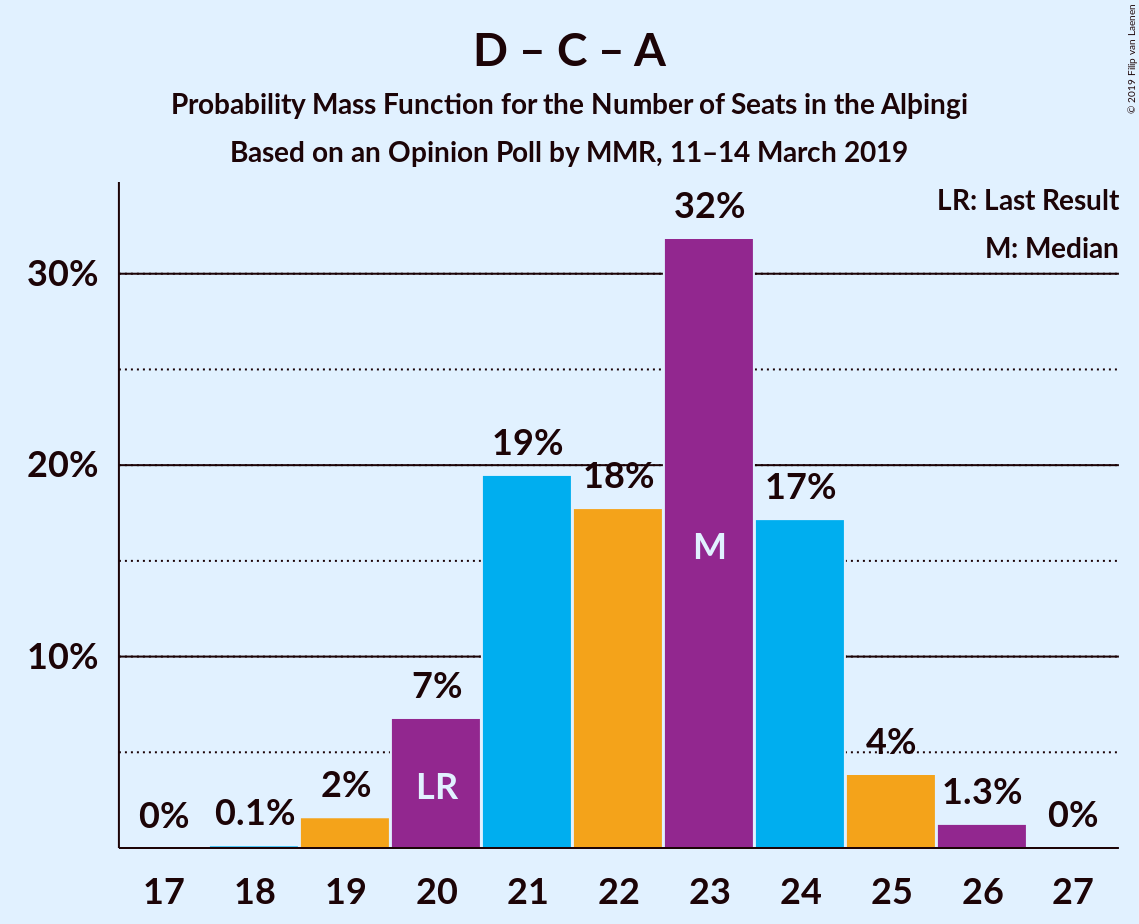 D – C – A
Probability Mass Function for the Number of Seats in the Alþingi
Based on an Opinion Poll by MMR, 11–14 March 2019
© 2019 Filip van Laenen
LR: Last Result
M: Median
30%
20%
10%
0%
0.1%
2%
7%
19%
18%
32%
17%
4%
1.3%
0%
LR
M
17 18 19 20 21 22 23 24 25 26 27